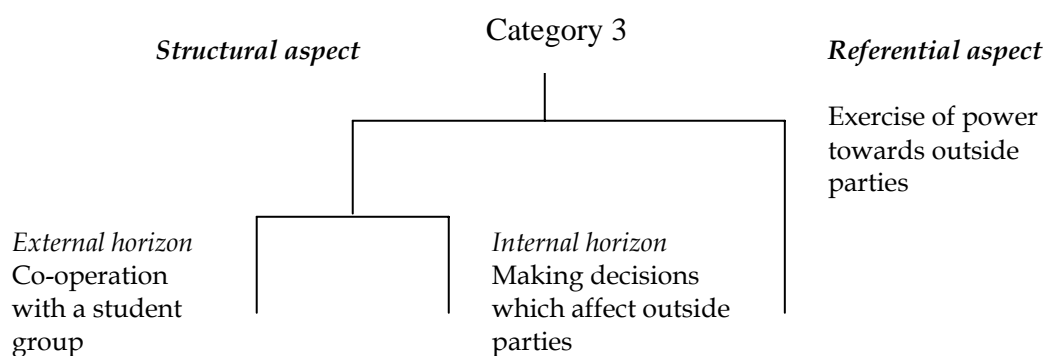 Category 3
Structural aspect
Referential aspect
Exercise of power
towards outside
parties
External horizon
Co-operation
with a student
group
Internal horizon
Making decisions
which affect outside
parties